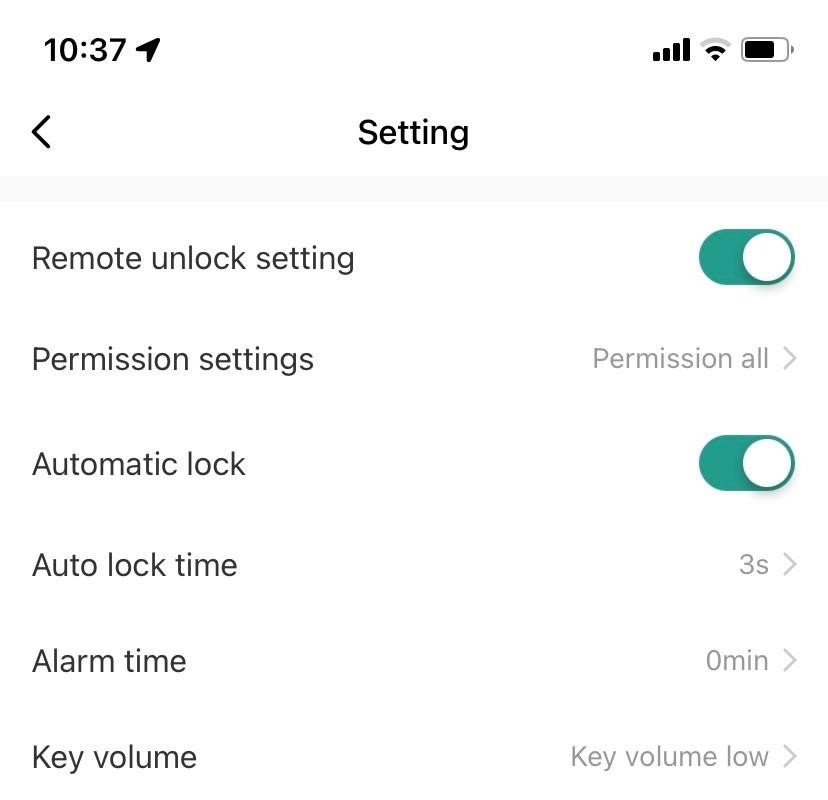 10:37
Setting
Remote unlock setting
Permission settings Permission all
Automatic lock
Auto lock time 3s
Alarm time 0min
Key volume Key volume low